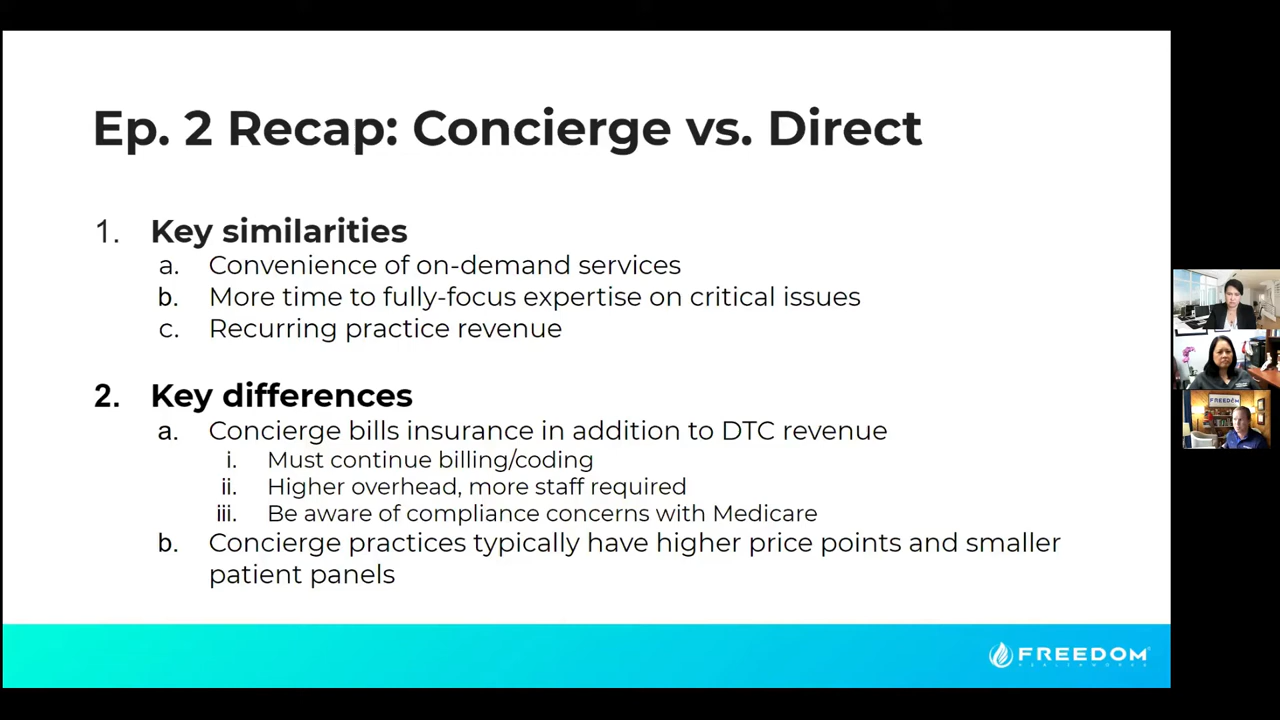 Ep. 2 Recap: Concierge vs. Direct
1. Key similarities
a. Convenience of on-demand services
b. More time to fully-focus expertise on critical issues
c. Recurring practice revenue
2. Key differences
a. Concierge bills insurance in addition to DTC revenue
i. Must continue billing/coding
ii. Higher overhead, more staff required
iii. Be aware of compliance concerns with Medicare
b. Concierge practices typically have higher price points and smaller
patient panels
FREEDOM
HEALTHWORKS
FREEDOM